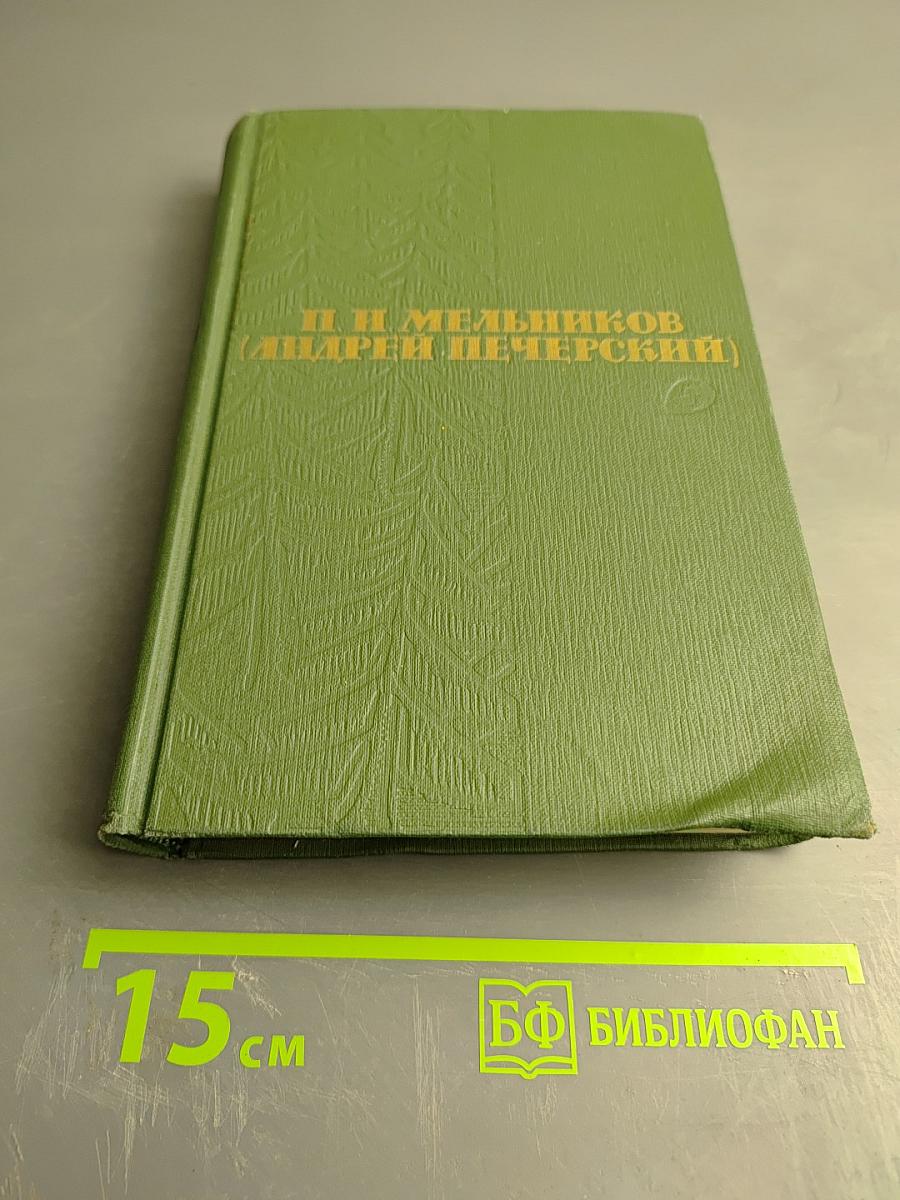 П. И. МЕЛЬНИКОВ
(АНДРЕЙ ПЕЧЕРСКИЙ)
15 см
БФ БИБЛИОФАН